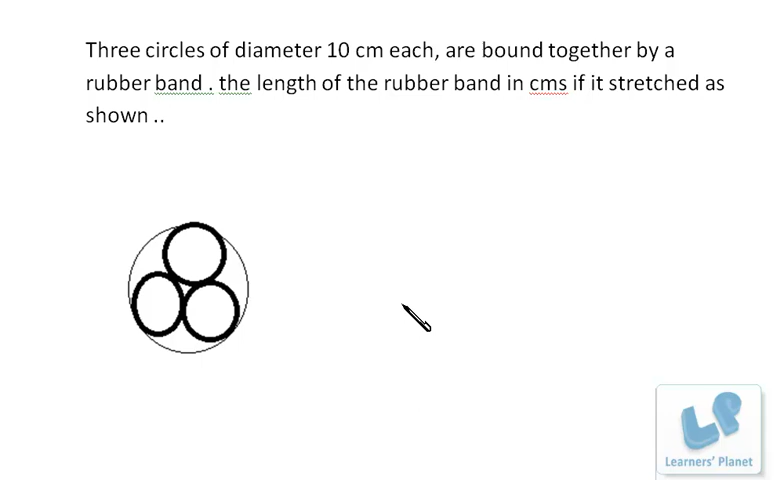 Three circles of diameter 10 cm each, are bound together by a
rubber band . the length of the rubber band in cms if it stretched as
shown ..
LP
Learners' Planet